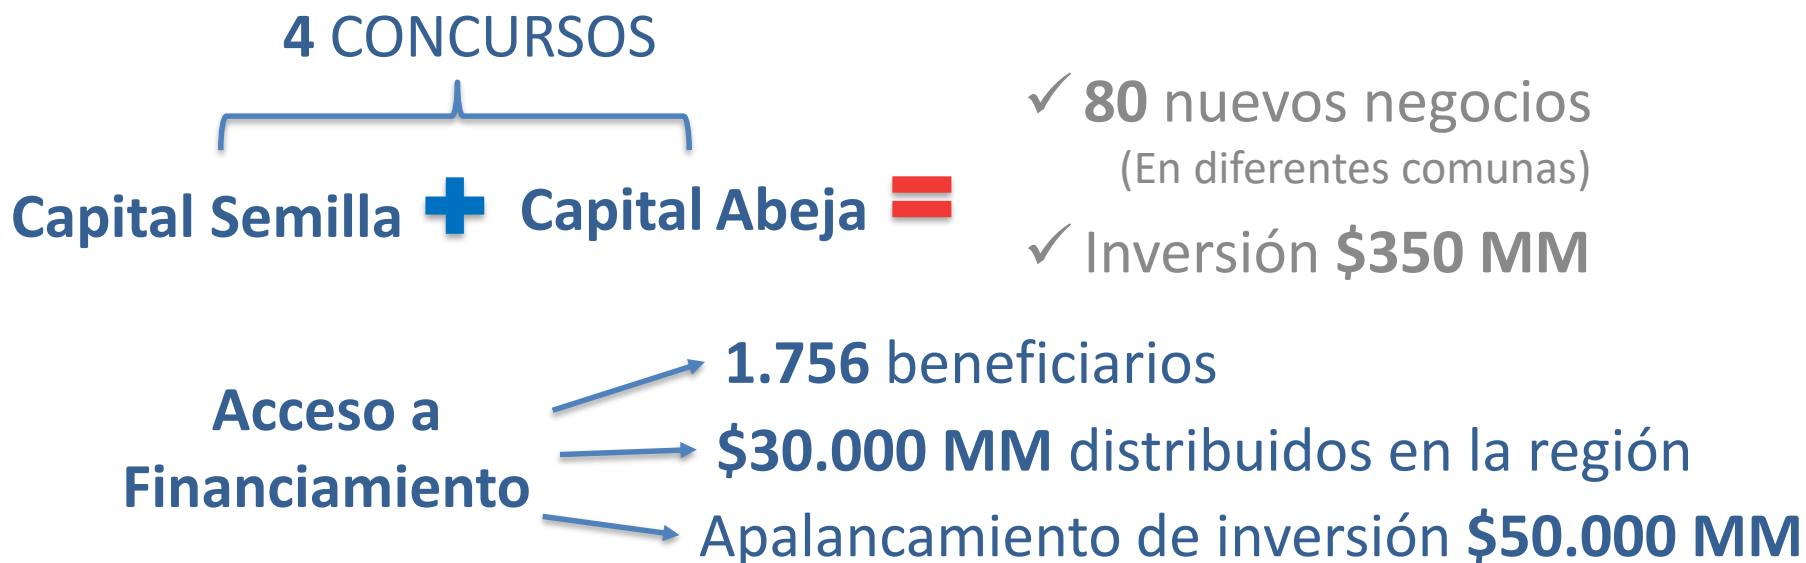 4 CONCURSOS
Capital Semilla + Capital Abeja =
✓ 80 nuevos negocios
(En diferentes comunas)
✓ Inversión $350 MM
Acceso a
Financiamiento
1.756 beneficiarios
$30.000 MM distribuidos en la región
Apalancamiento de inversión $50.000 MM